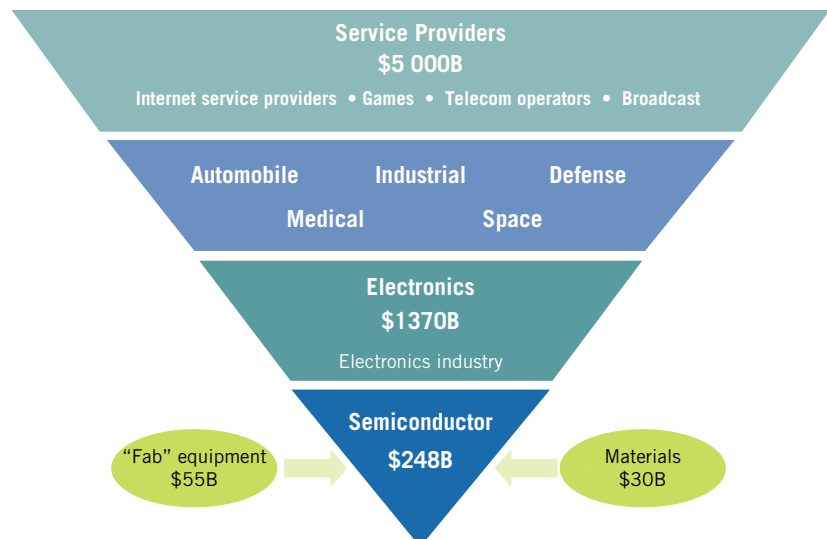 Service Providers
$5 000B
Internet service providers • Games • Telecom operators • Broadcast
Automobile Industrial Defense
Medical Space
Electronics
$1370B
Electronics industry
Semiconductor
$248B
“Fab” equipment
$55B
Materials
$30B